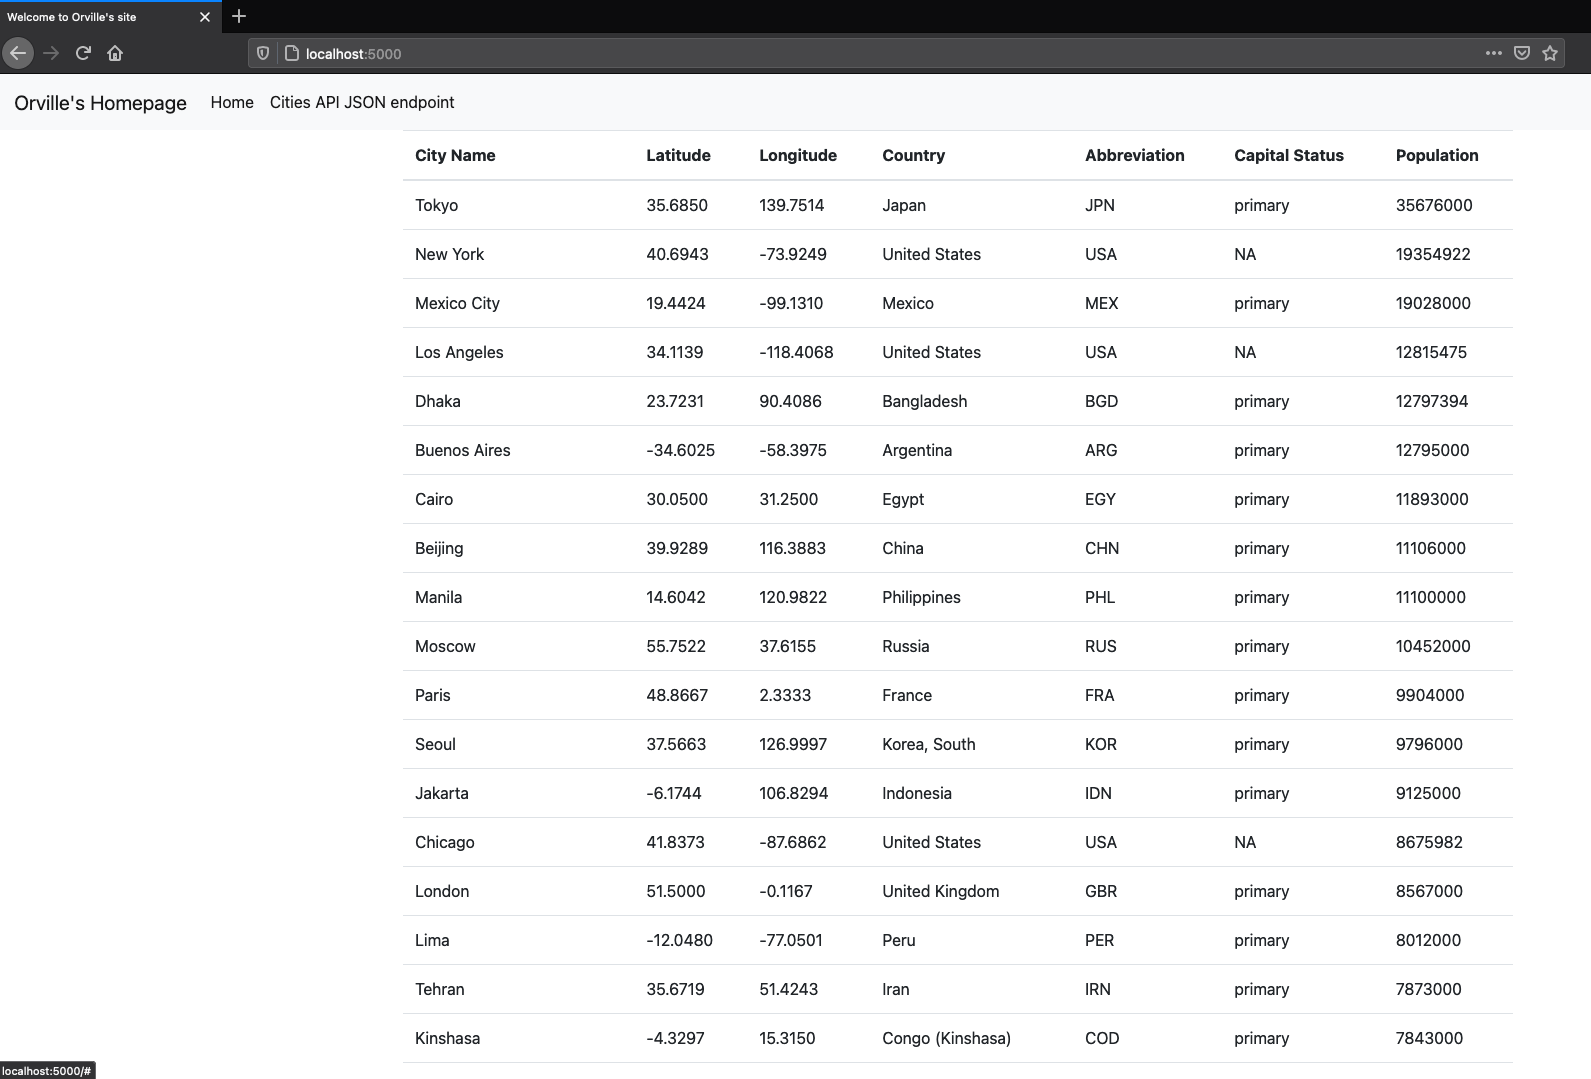 Welcome to Orville's site
localhost:5000
Orville's Homepage Home Cities API JSON endpoint
City Name Latitude Longitude Country Abbreviation Capital Status Population
Tokyo 35.6850 139.7514 Japan JPN primary 35676000
New York 40.6943 -73.9249 United States USA NA 19354922
Mexico City 19.4424 -99.1310 Mexico MEX primary 19028000
Los Angeles 34.1139 -118.4068 United States USA NA 12815475
Dhaka 23.7231 90.4086 Bangladesh BGD primary 12797394
Buenos Aires -34.6025 -58.3975 Argentina ARG primary 12795000
Cairo 30.0500 31.2500 Egypt EGY primary 11893000
Beijing 39.9289 116.3883 China CHN primary 11106000
Manila 14.6042 120.9822 Philippines PHL primary 11100000
Moscow 55.7522 37.6155 Russia RUS primary 10452000
Paris 48.8667 2.3333 France FRA primary 9904000
Seoul 37.5663 126.9997 Korea, South KOR primary 9796000
Jakarta -6.1744 106.8294 Indonesia IDN primary 9125000
Chicago 41.8373 -87.6862 United States USA NA 8675982
London 51.5000 -0.1167 United Kingdom GBR primary 8567000
Lima -12.0480 -77.0501 Peru PER primary 8012000
Tehran 35.6719 51.4243 Iran IRN primary 7873000
Kinshasa -4.3297 15.3150 Congo (Kinshasa) COD primary 7843000
localhost:5000/#